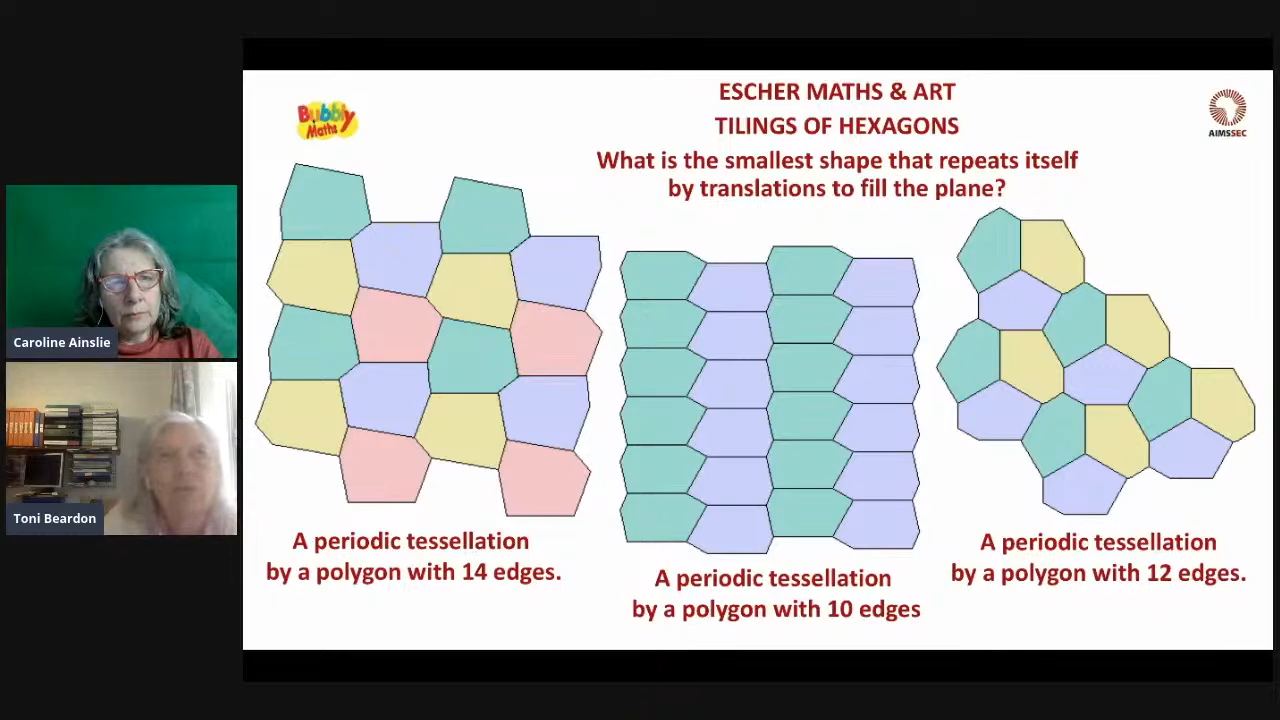 ESCHER MATHS & ART
TILINGS OF HEXAGONS
What is the smallest shape that repeats itself
by translations to fill the plane?
Bubbly
Maths
AIMSSEC
Caroline Ainslie
Toni Beardon
A periodic tessellation
by a polygon with 14 edges.
A periodic tessellation
by a polygon with 10 edges
A periodic tessellation
by a polygon with 12 edges.